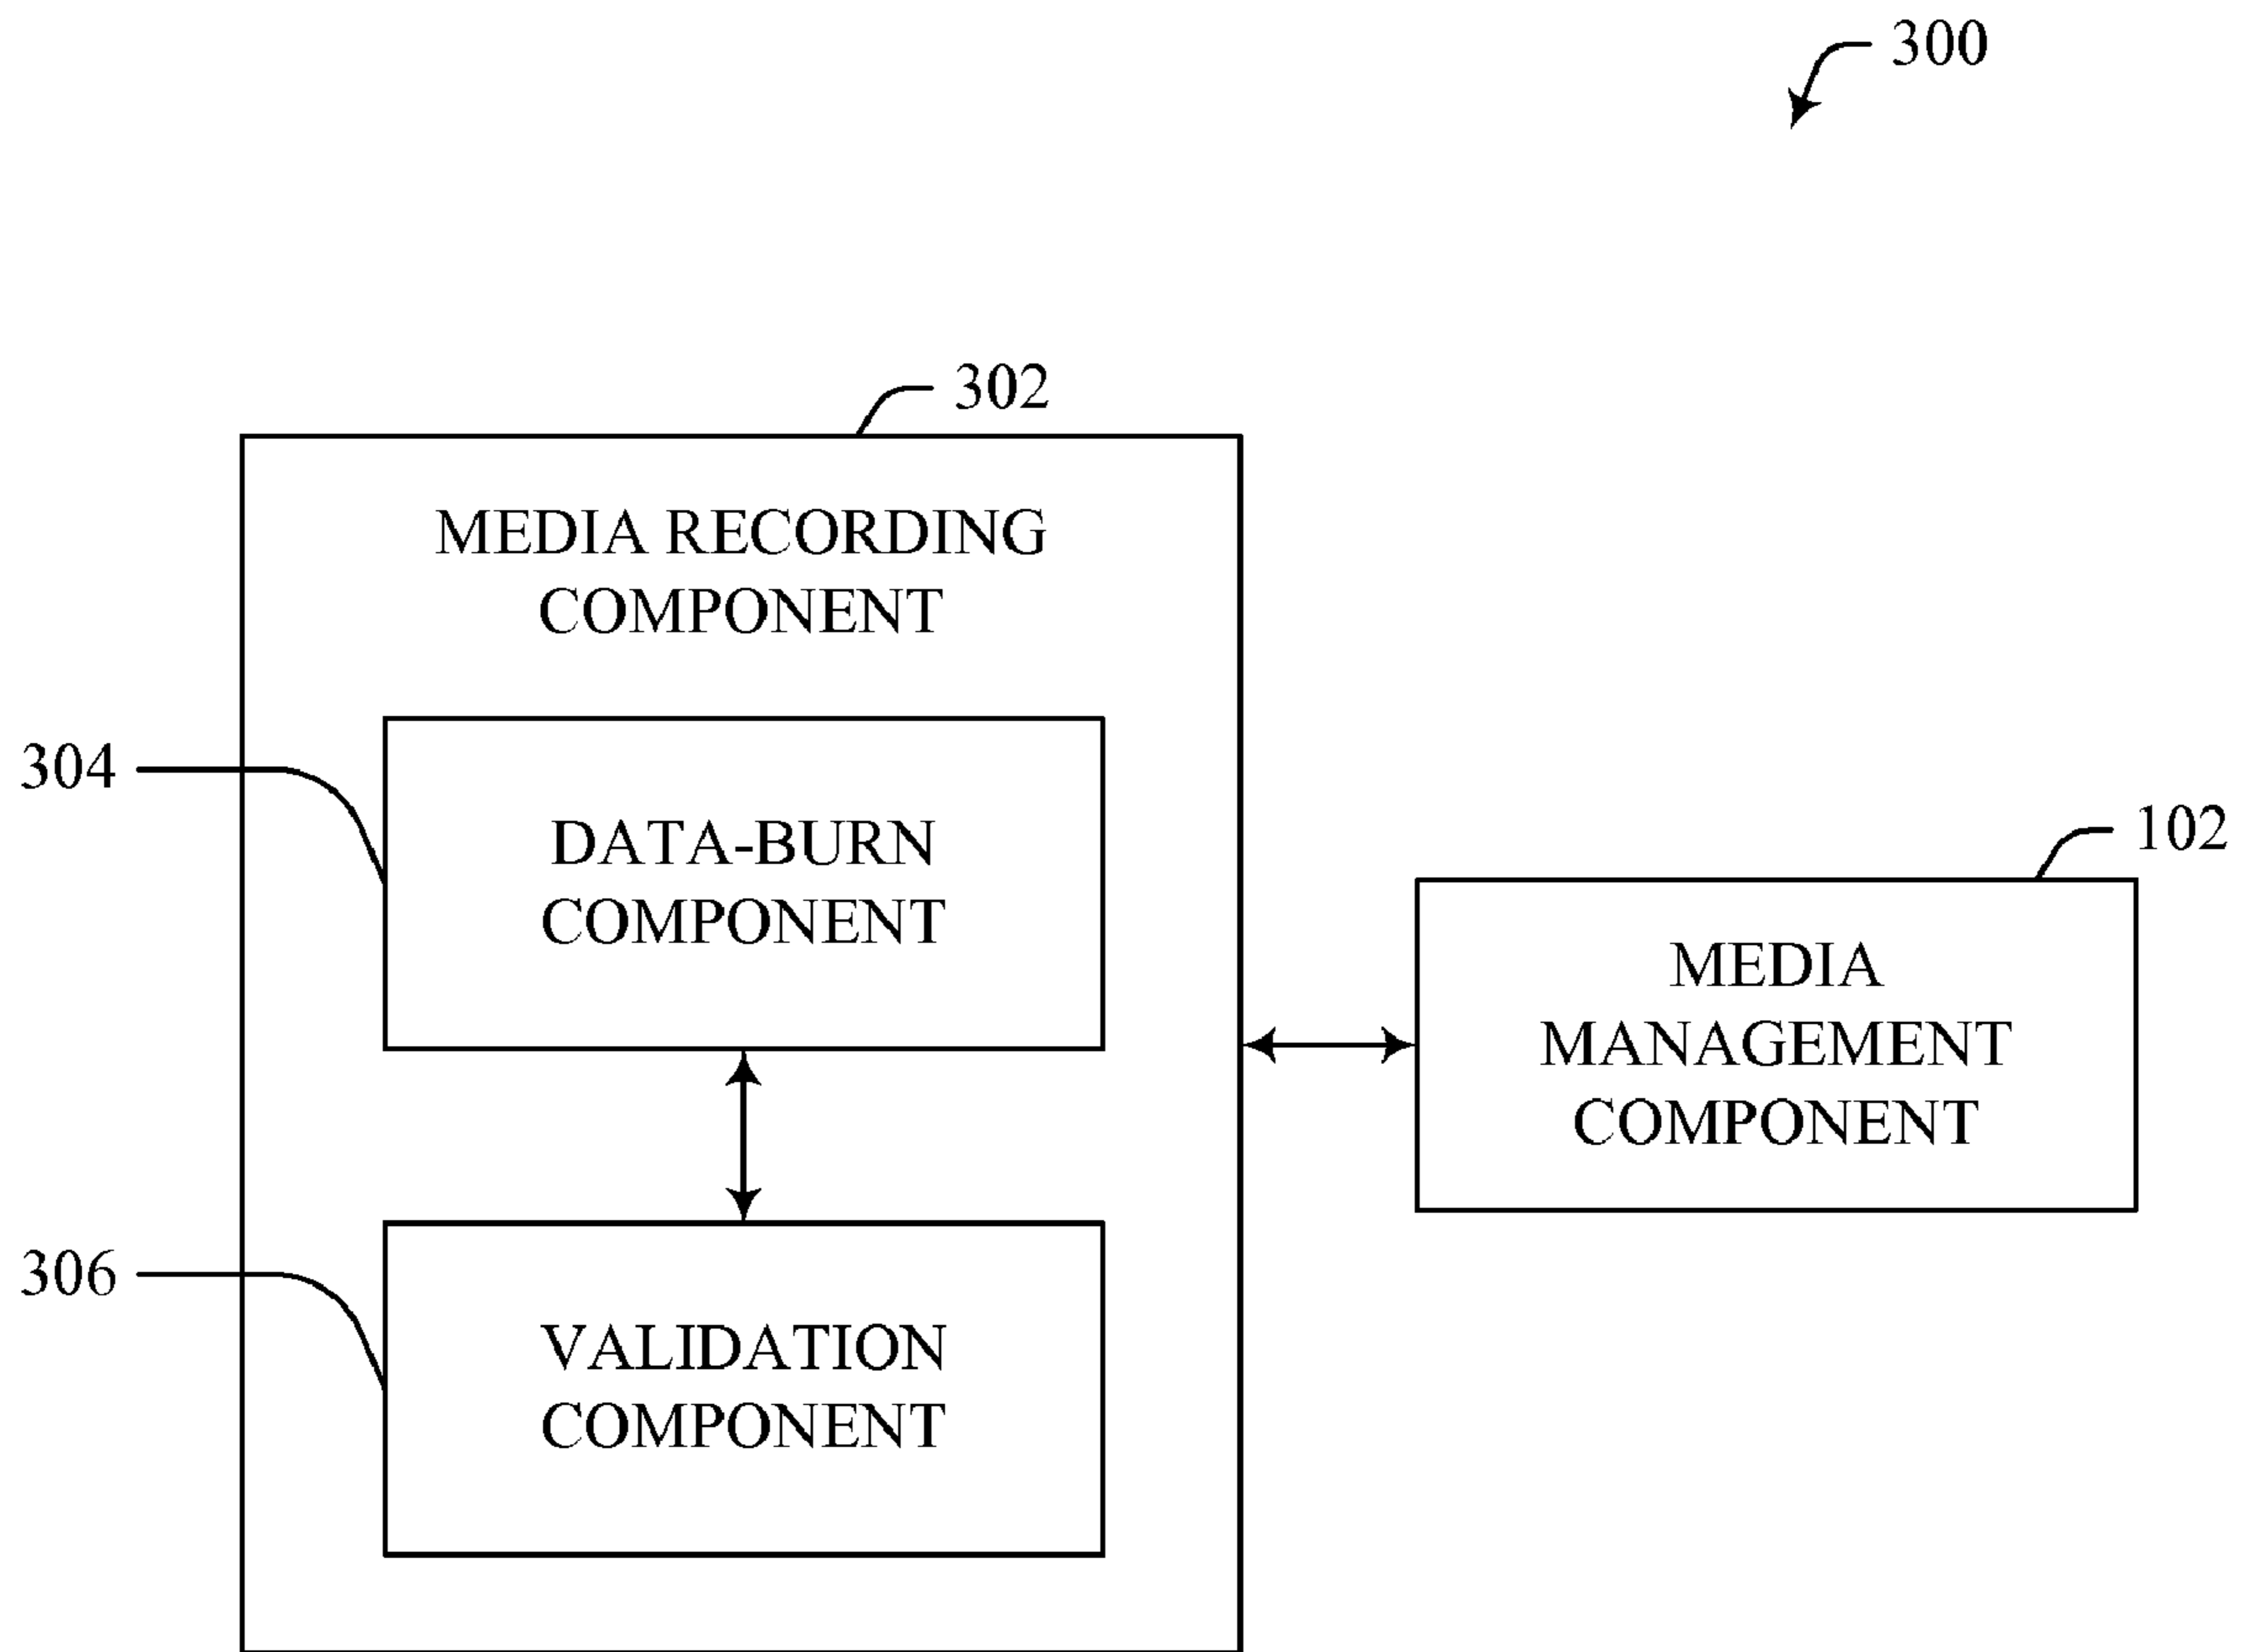 300
302
MEDIA RECORDING
COMPONENT
304
DATA-BURN
COMPONENT
102
MEDIA
MANAGEMENT
COMPONENT
306
VALIDATION
COMPONENT